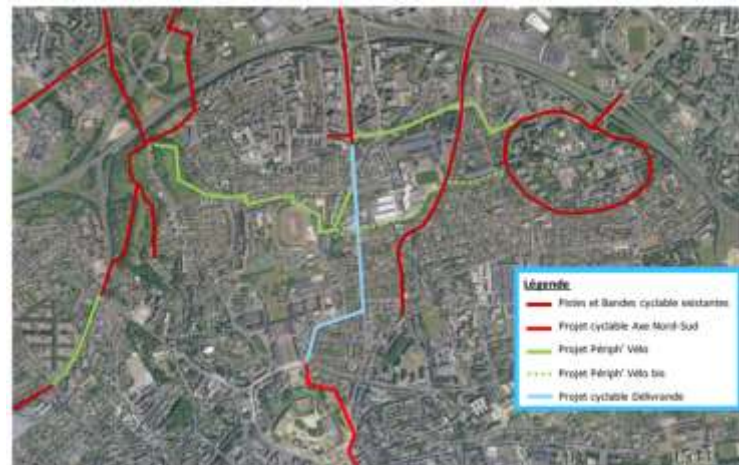 Légende
Pistes et Bandes cyclable existantes
Projet cyclable Axe Nord-Sud
Projet Périph' Vélo
Projet Périph' Vélo bis
Projet cyclable Délivrande